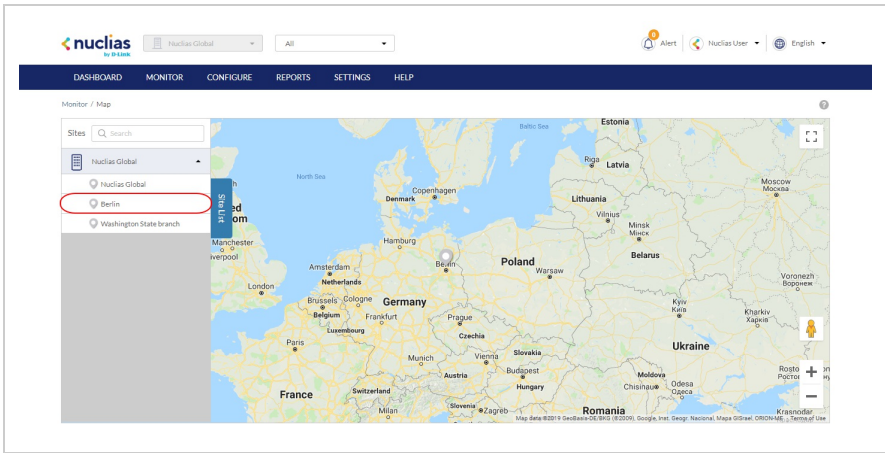 nuclias
by D-Link
Nuclias Global
All
0
Alert
Nuclias User
English
DASHBOARD MONITOR CONFIGURE REPORTS SETTINGS HELP
Monitor / Map
Sites
Search
Nuclias Global
Nuclias Global
Berlin
Washington State branch
Site List
Baltic Sea
Estonia
Riga
Latvia
North Sea
Moscow
Москва
Copenhagen
Denmark
Lithuania
Vilnius
Minsk
Мінск
Manchester
Hamburg
Belarus
Berlin
Poland
Warsaw
Amsterdam
Netherlands
London
Voronezh
Воронеж
Brussels
Cologne
Germany
Belgium
Frankfurt
Prague
Kyiv
Київ
Kharkiv
Харків
Luxembourg
Czechia
Paris
Ukraine
Munich
Vienna
Slovakia
Austria
Budapest
Hungary
Moldova
Chisinau
Odesa
Одеса
France
Switzerland
Milan
Slovenia
Zagreb
Romania
Krasnodar
Map data ©2019 GeoBasis-DE/BKG (©2009), Google, Inst. Geogr. Nacional, Mapa GISrael, ORION-ME
Terms of Use